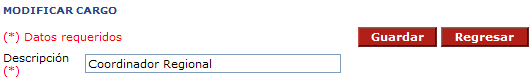 MODIFICAR CARGO
(*) Datos requeridos Guardar Regresar
Descripción Coordinador Regional
(*)